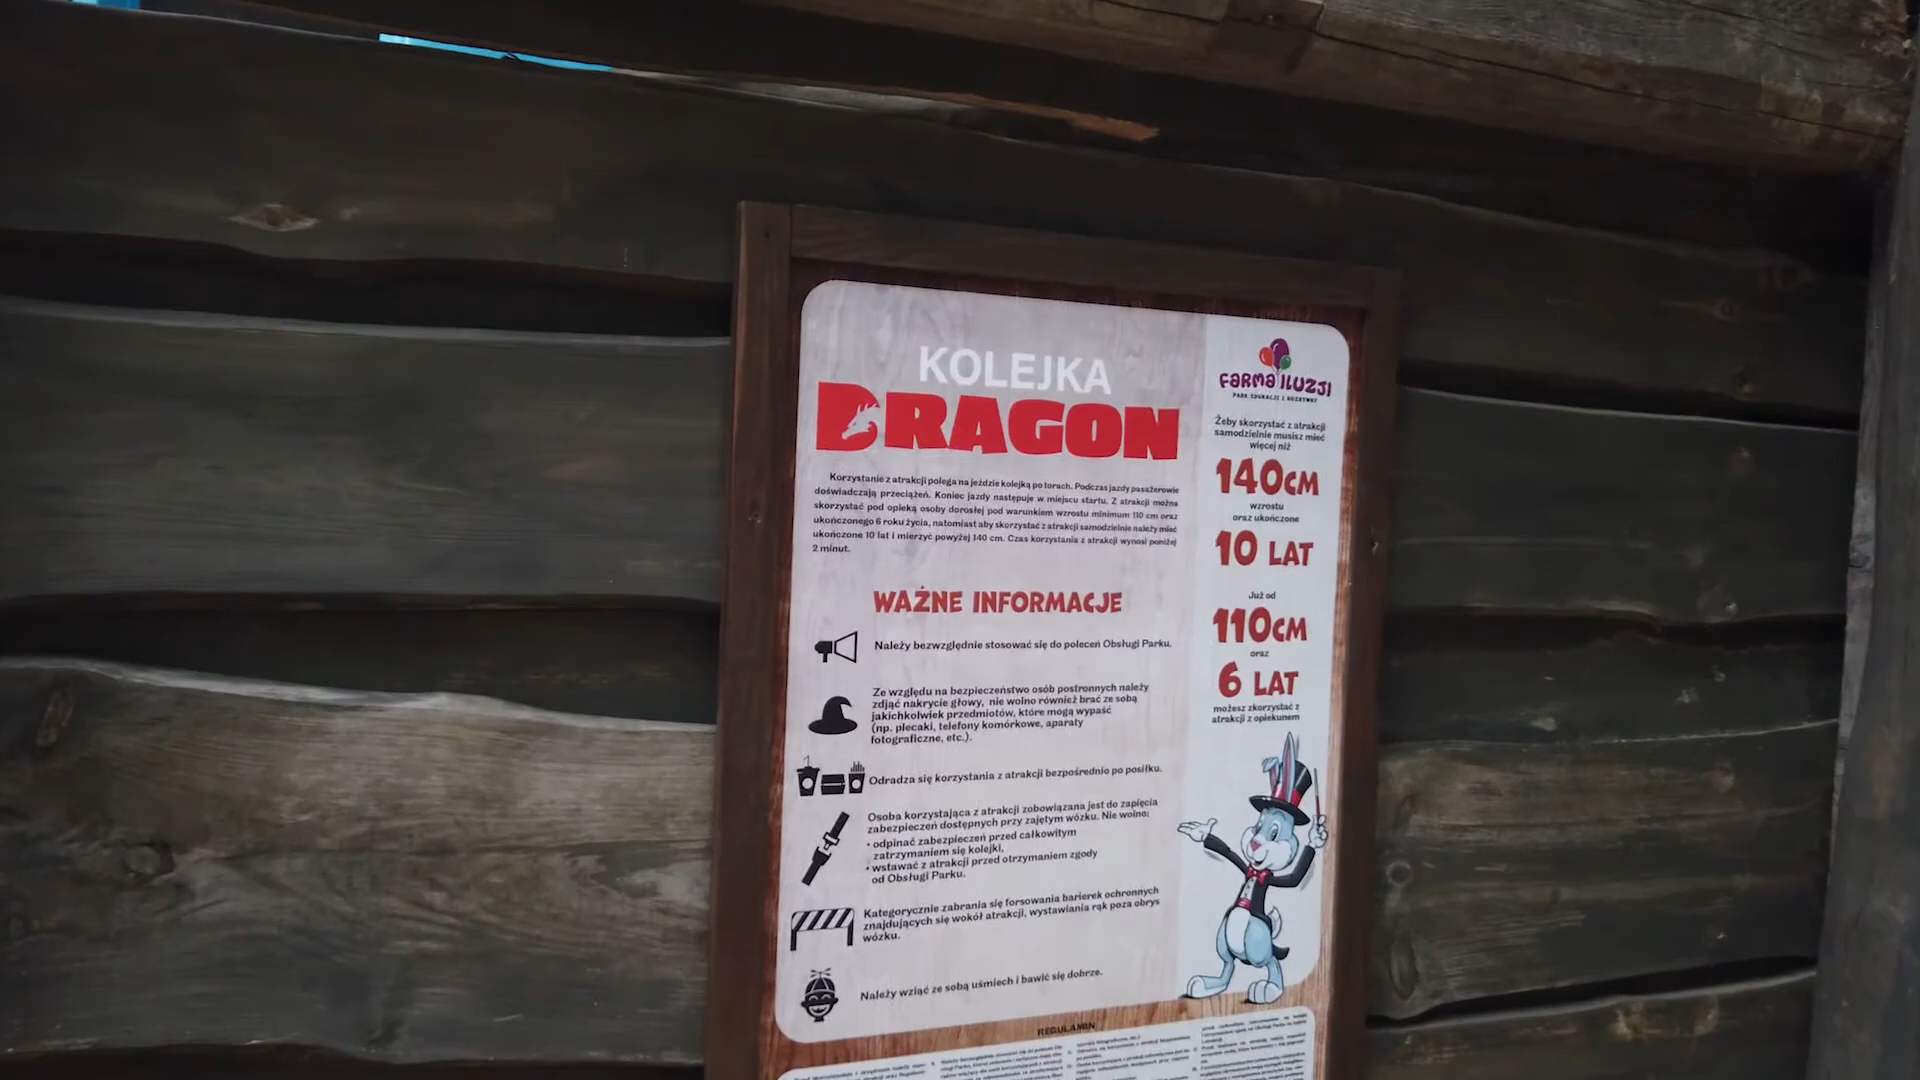 KOLEJKA
DRAGON
Korzystanie z atrakcji polega na jeździe kolejką po torach. Podczas jazdy pasażerowie
doświadczają przeciążeń. Koniec jazdy następuje w miejscu startu. Z atrakcji można
skorzystać pod opieką osoby dorosłej pod warunkiem wzrostu minimum 110 cm oraz
ukończonego 6 roku życia, natomiast aby skorzystać z atrakcji samodzielnie należy mieć
ukończone 10 lat i mierzyć powyżej 140 cm. Czas korzystania z atrakcji wynosi poniżej
2 minut.
WAŻNE INFORMACJE
Należy bezwzględnie stosować się do poleceń Obsługi Parku.
Ze względu na bezpieczeństwo osób postronnych należy
zdjąć nakrycie głowy, nie wolno również brać ze sobą
jakichkolwiek przedmiotów, które mogą wypaść
(np. plecaki, telefony komórkowe, aparaty
fotograficzne, etc.).
Odradza się korzystania z atrakcji bezpośrednio po posiłku.
Osoba korzystająca z atrakcji zobowiązana jest do zapięcia
zabezpieczeń dostępnych przy zajętym wózku. Nie wolno:
• odpinać zabezpieczeń przed całkowitym
zatrzymaniem się kolejki,
• wstawać z atrakcji przed otrzymaniem zgody
od Obsługi Parku.
Kategorycznie zabrania się forsowania barierek ochronnych
znajdujących się wokół atrakcji, wystawiania rąk poza obrys
wózku.
Należy wziąć ze sobą uśmiech i bawić się dobrze.
FARMA ILUZJI
PARK EDUKACJI I ROZRYWKI
Żeby skorzystać z atrakcji
samodzielnie musisz mieć
więcej niż
140CM
wzrostu
oraz ukończone
10 LAT
Już od
110CM
oraz
6 LAT
możesz zkorzystać z
atrakcji z opiekunem
REGULAMIN